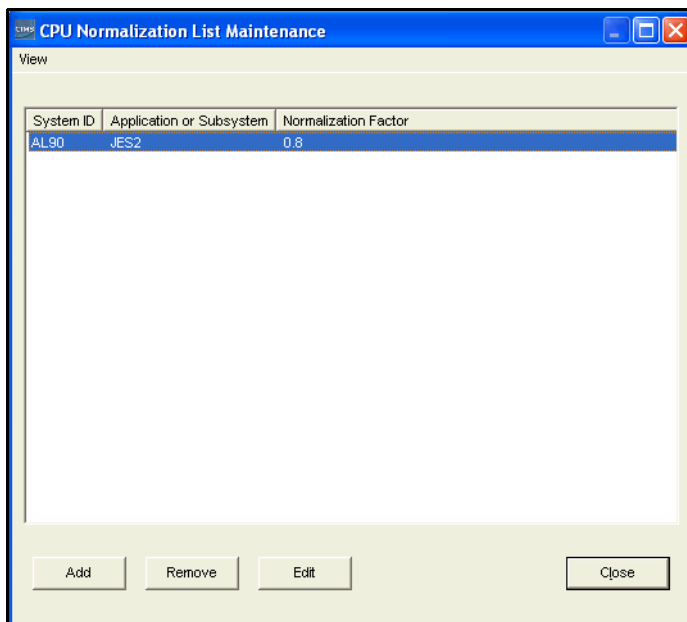 CIMS CPU Normalization List Maintenance
View
System ID Application or Subsystem Normalization Factor
AL90 JES2 0.8
Add Remove Edit Close